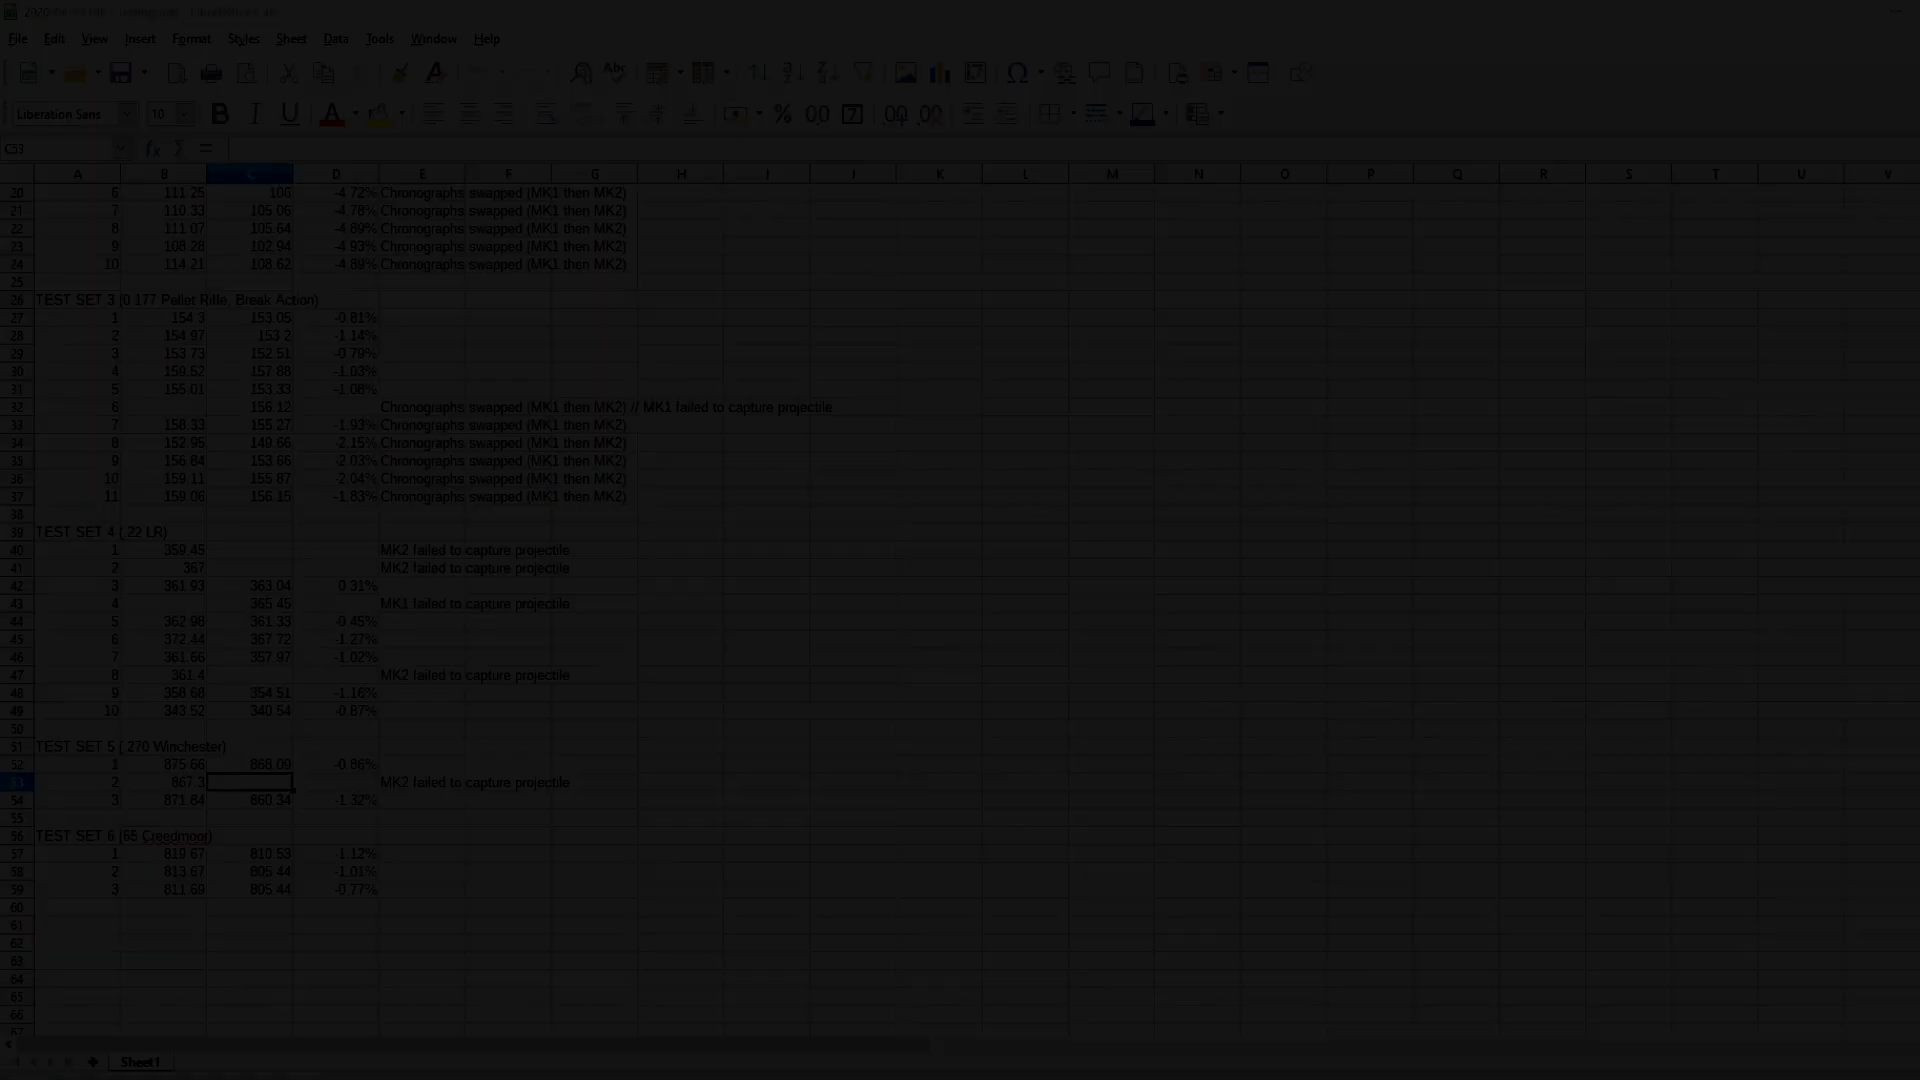 2020
File Edit View Insert Format Styles Sheet Data Tools Window Help
Liberation Sans 10
C53
A B C D E F G H I J K L M N O P Q R S T U V
20 6 111.25 106 -4.72% Chronographs swapped (MK1 then MK2)
21 7 110.33 105.06 -4.78% Chronographs swapped (MK1 then MK2)
22 8 111.07 105.64 -4.89% Chronographs swapped (MK1 then MK2)
23 9 108.28 102.94 -4.93% Chronographs swapped (MK1 then MK2)
24 10 114.21 108.62 -4.89% Chronographs swapped (MK1 then MK2)
25
26 TEST SET 3 (0.177 Pellet Rifle, Break Action)
27 1 154.3 153.05 -0.81%
28 2 154.97 153.2 -1.14%
29 3 153.73 152.51 -0.79%
30 4 159.52 157.88 -1.03%
31 5 155.01 153.33 -1.08%
32 6 156.12 Chronographs swapped (MK1 then MK2) // MK1 failed to capture projectile
33 7 158.33 155.27 -1.93% Chronographs swapped (MK1 then MK2)
34 8 152.95 149.66 -2.15% Chronographs swapped (MK1 then MK2)
35 9 156.84 153.66 -2.03% Chronographs swapped (MK1 then MK2)
36 10 159.11 155.87 -2.04% Chronographs swapped (MK1 then MK2)
37 11 159.06 156.15 -1.83% Chronographs swapped (MK1 then MK2)
38
39 TEST SET 4 (.22 LR)
40 1 359.45 MK2 failed to capture projectile
41 2 367 MK2 failed to capture projectile
42 3 361.93 363.04 0.31%
43 4 365.45 MK1 failed to capture projectile
44 5 362.98 361.33 -0.45%
45 6 372.44 367.72 -1.27%
46 7 361.66 357.97 -1.02%
47 8 361.4 MK2 failed to capture projectile
48 9 358.68 354.51 -1.16%
49 10 343.52 340.54 -0.87%
50
51 TEST SET 5 (.270 Winchester)
52 1 875.66 868.09 -0.86%
53 2 867.3 MK2 failed to capture projectile
54 3 871.84 860.34 -1.32%
55
56 TEST SET 6 (65 Creedmoor)
57 1 819.67 810.53 -1.12%
58 2 813.67 805.44 -1.01%
59 3 811.69 805.44 -0.77%
60
61
62
63
64
65
66
67
Sheet1